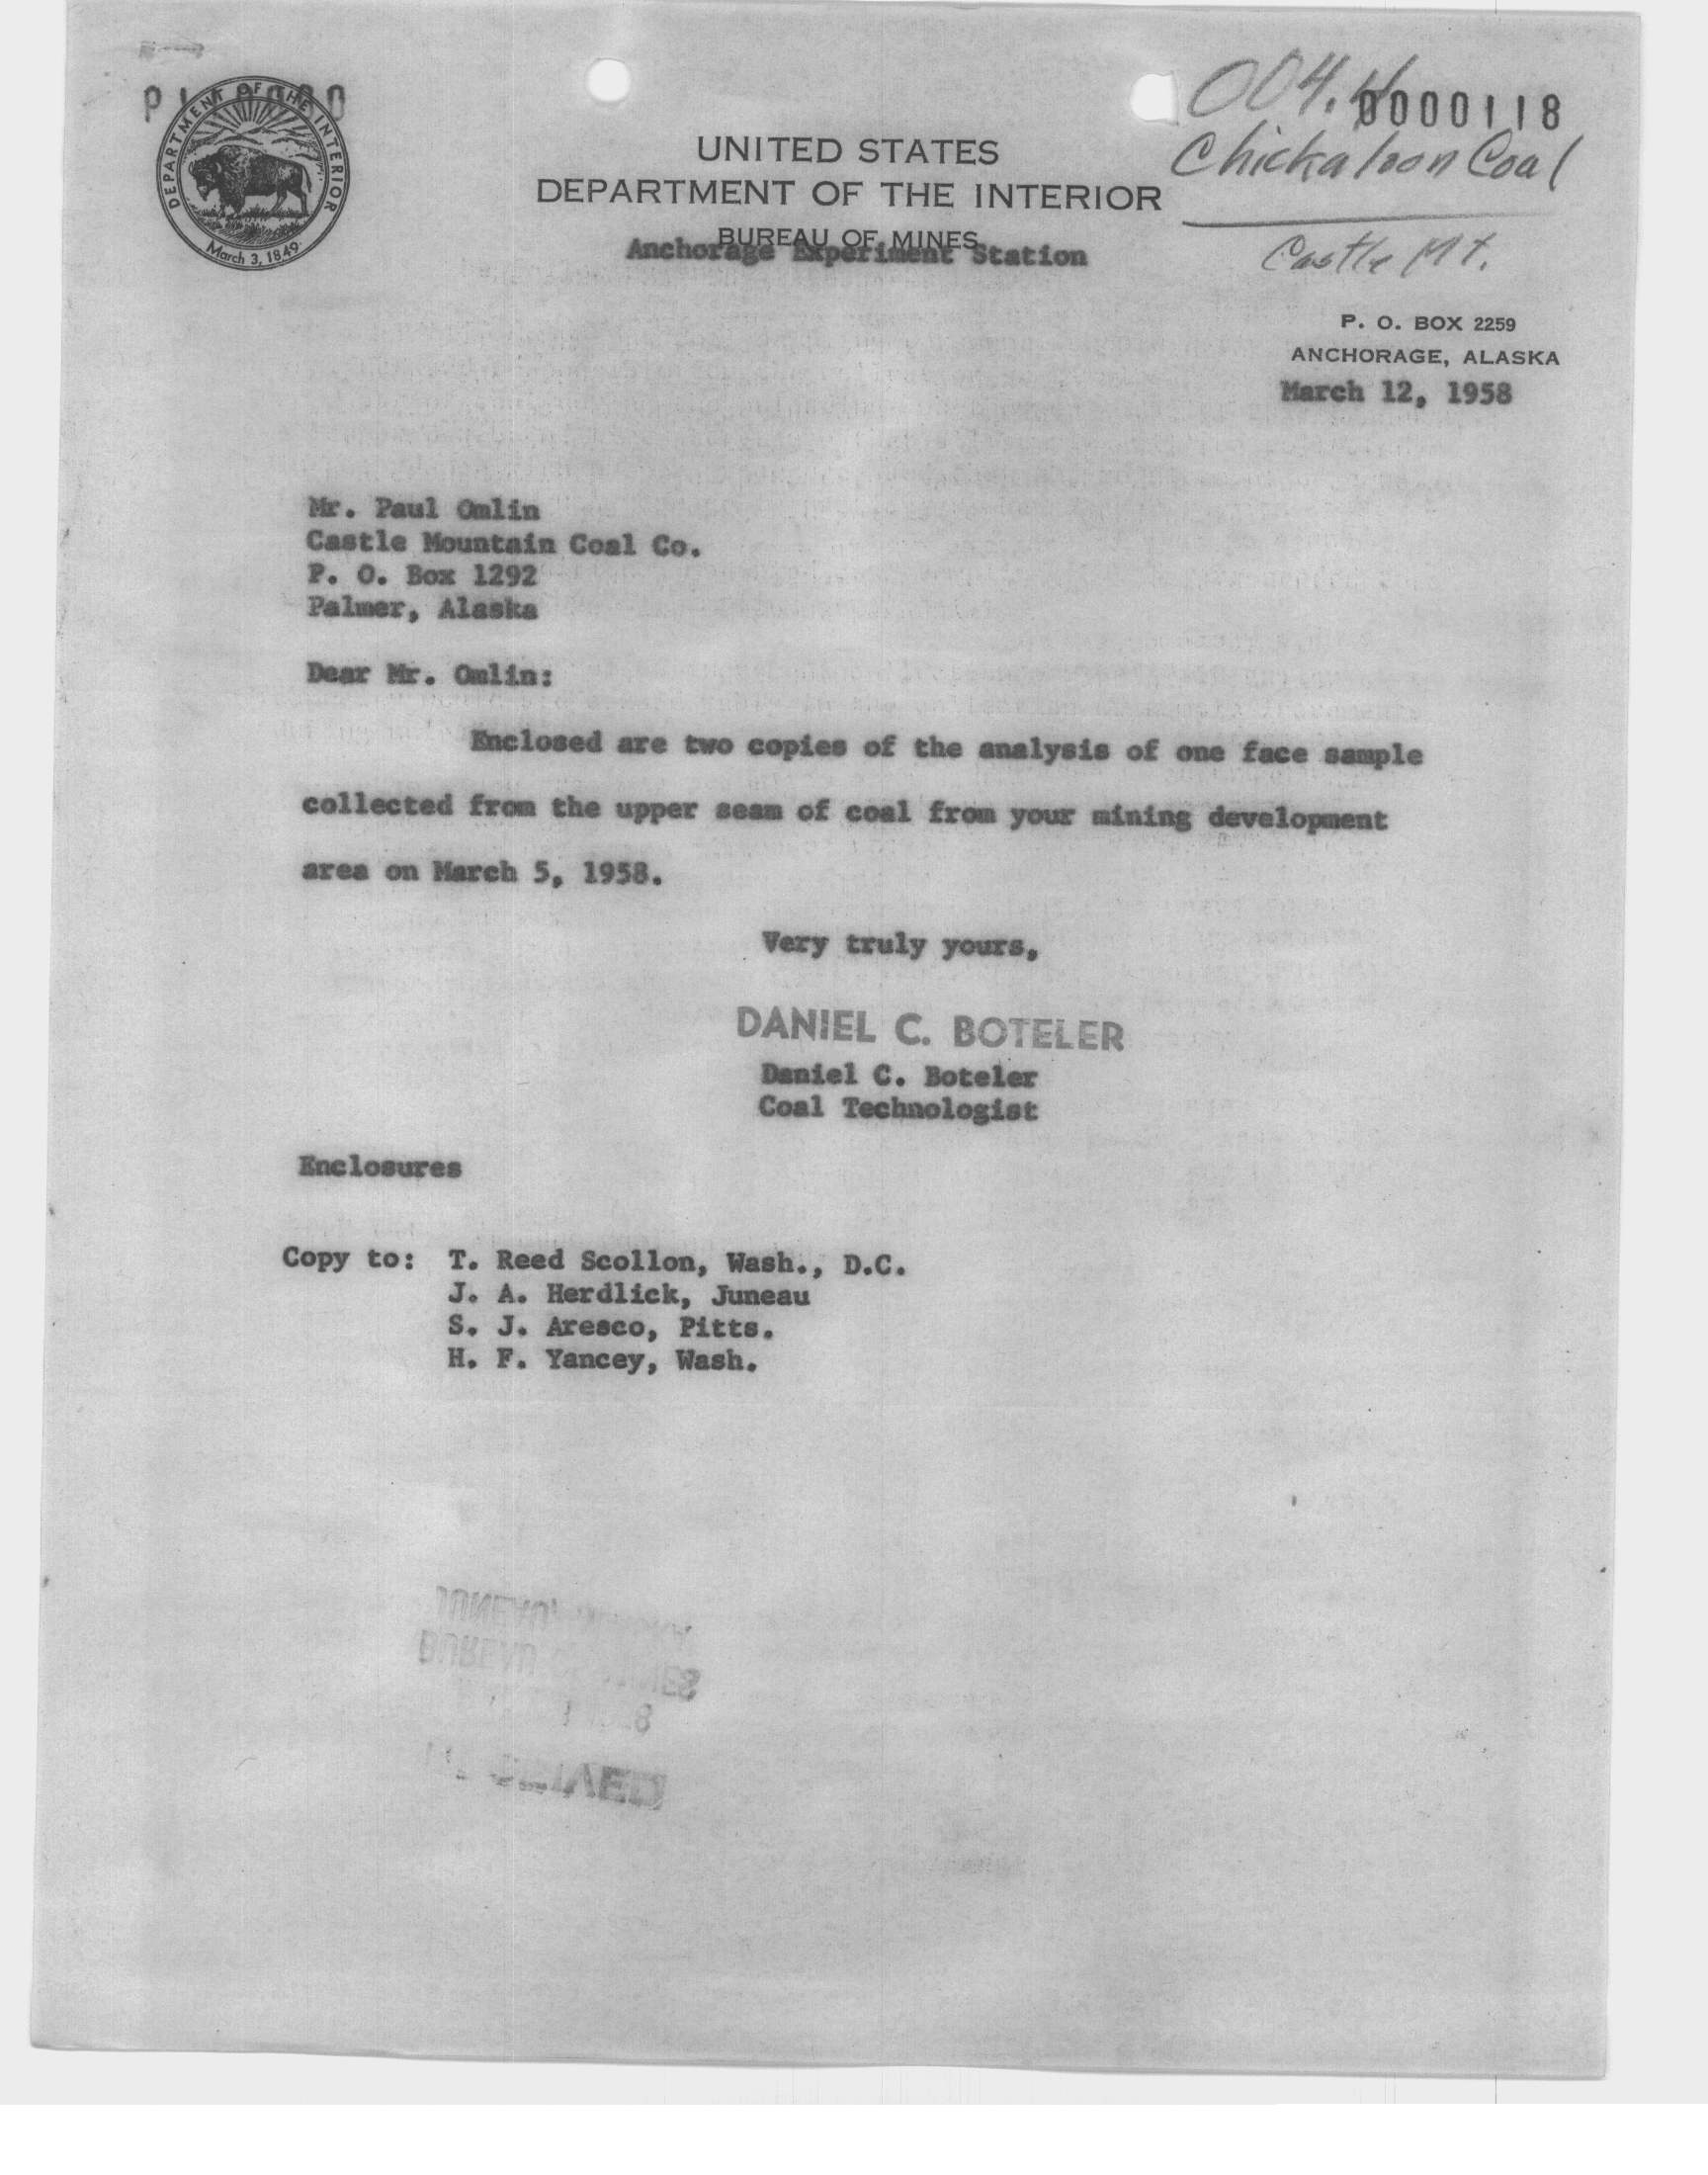 004.
0000118
Chickaloon Coal
Castle Mt.
DEPARTMENT OF THE INTERIOR
March 3, 1849
UNITED STATES
DEPARTMENT OF THE INTERIOR
BUREAU OF MINES
Anchorage Experiment Station
P. O. BOX 2259
ANCHORAGE, ALASKA
March 12, 1958
Mr. Paul Omlin
Castle Mountain Coal Co.
P. O. Box 1292
Palmer, Alaska
Dear Mr. Omlin:
Enclosed are two copies of the analysis of one face sample
collected from the upper seam of coal from your mining development
area on March 5, 1958.
Very truly yours,
DANIEL C. BOTELER
Daniel C. Boteler
Coal Technologist
Enclosures
Copy to: T. Reed Scollon, Wash., D.C.
J. A. Herdlick, Juneau
S. J. Aresco, Pitts.
H. F. Yancey, Wash.